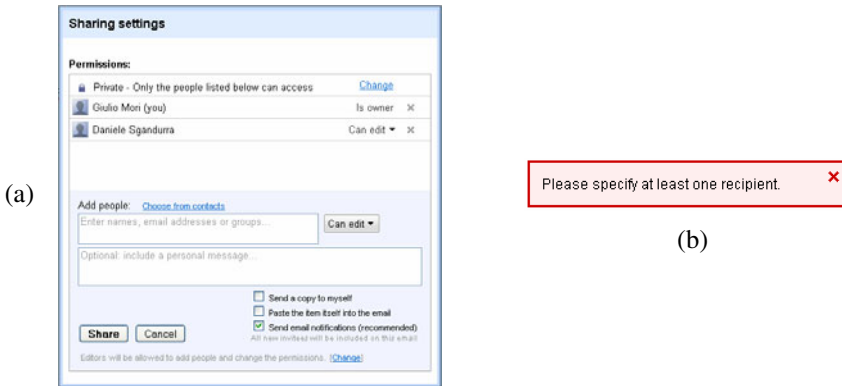 Sharing settings
Permissions:
Private - Only the people listed below can access Change
Giulio Mori (you) Is owner
Daniele Sgandurra Can edit
(a)
Add people: Choose from contacts
Enter names, email addresses or groups... Can edit
Optional: include a personal message...
Send a copy to myself
Paste the item itself into the email
Send email notifications (recommended)
All new invitees will be included on this email
Share Cancel
Editors will be allowed to add people and change the permissions. [Change]
Please specify at least one recipient.
(b)